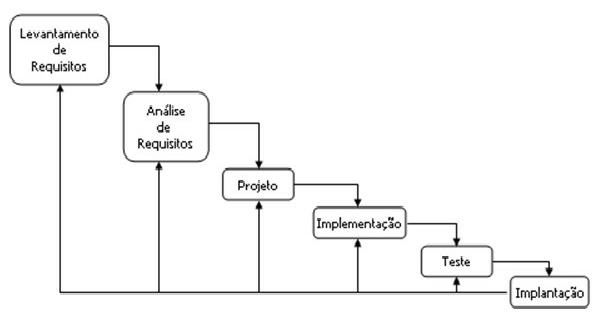 Levantamento
de
Requisitos
Análise
de
Requisitos
Projeto
Implementação
Teste
Implantação